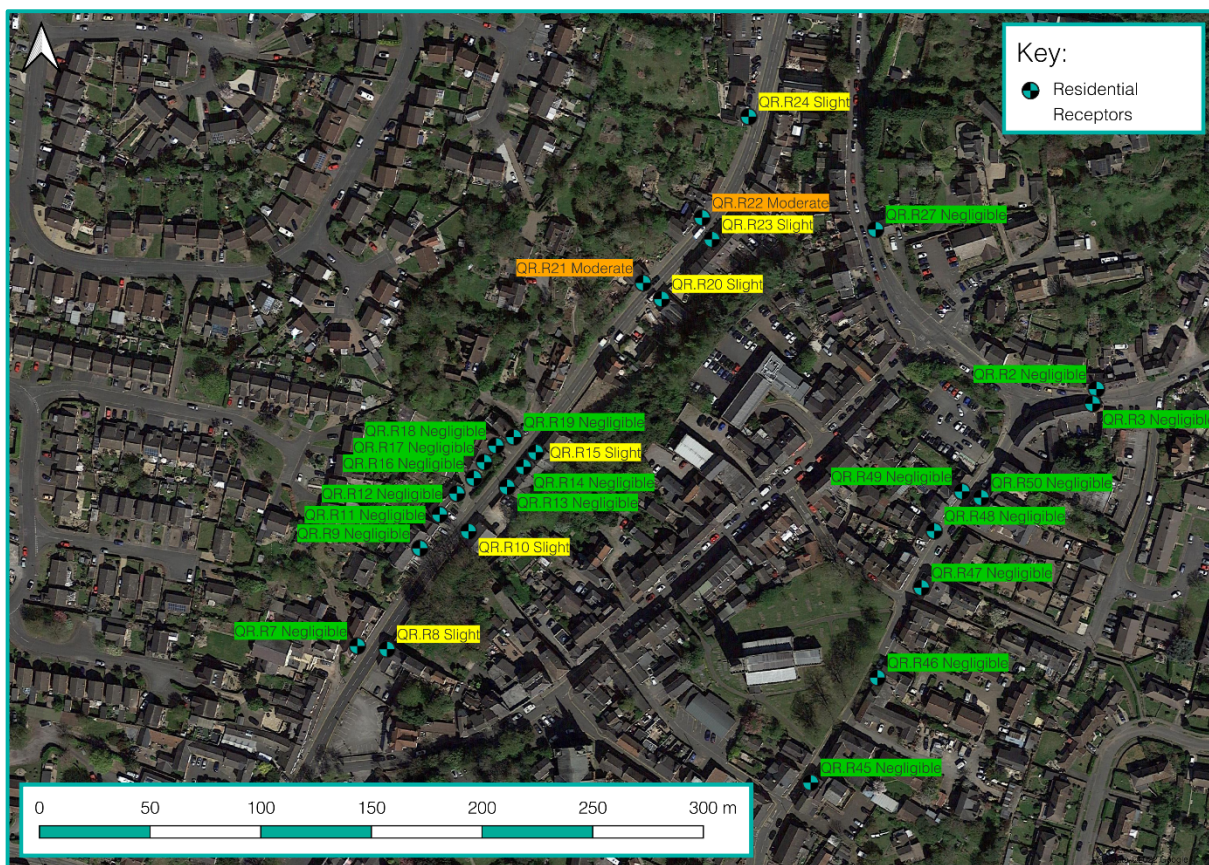 Key:
Residential
Receptors
QR.R24 Slight
QR.R22 Moderate
QR.R23 Slight
QR.R27 Negligible
QR.R21 Moderate
QR.R20 Slight
QR.R2 Negligible
QR.R3 Negligible
QR.R19 Negligible
QR.R18 Negligible
QR.R17 Negligible
QR.R15 Slight
QR.R16 Negligible
QR.R14 Negligible
QR.R49 Negligible
QR.R50 Negligible
QR.R12 Negligible
QR.R13 Negligible
QR.R11 Negligible
QR.R48 Negligible
QR.R9 Negligible
QR.R10 Slight
QR.R47 Negligible
QR.R7 Negligible
QR.R8 Slight
QR.R46 Negligible
QR.R45 Negligible
0 50 100 150 200 250 300 m